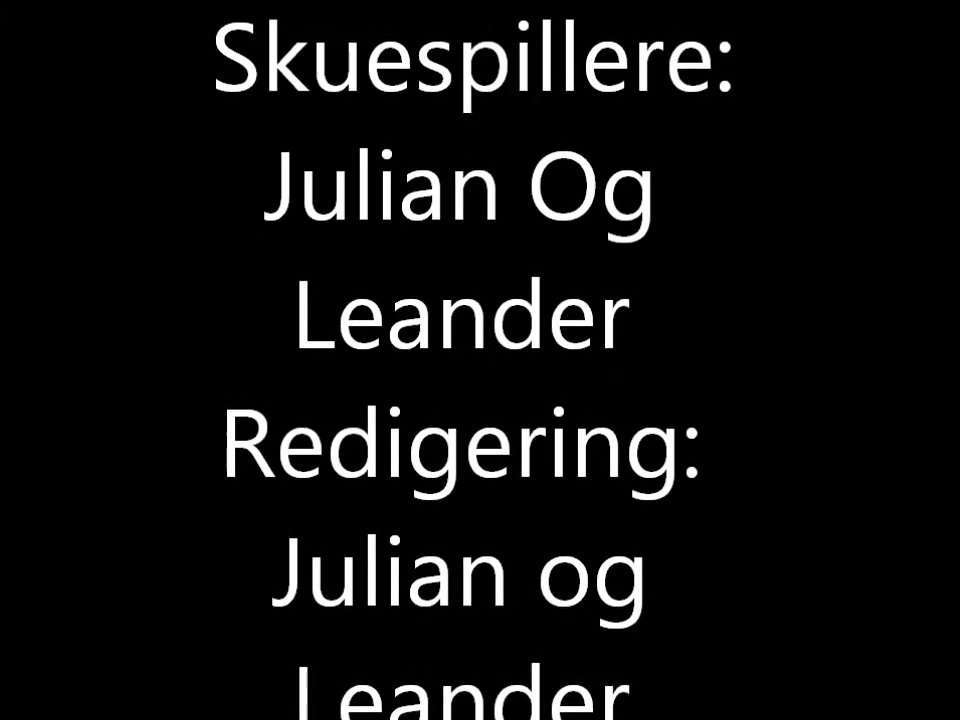 Skuespillere:
Julian Og
Leander
Redigering:
Julian og
Leander